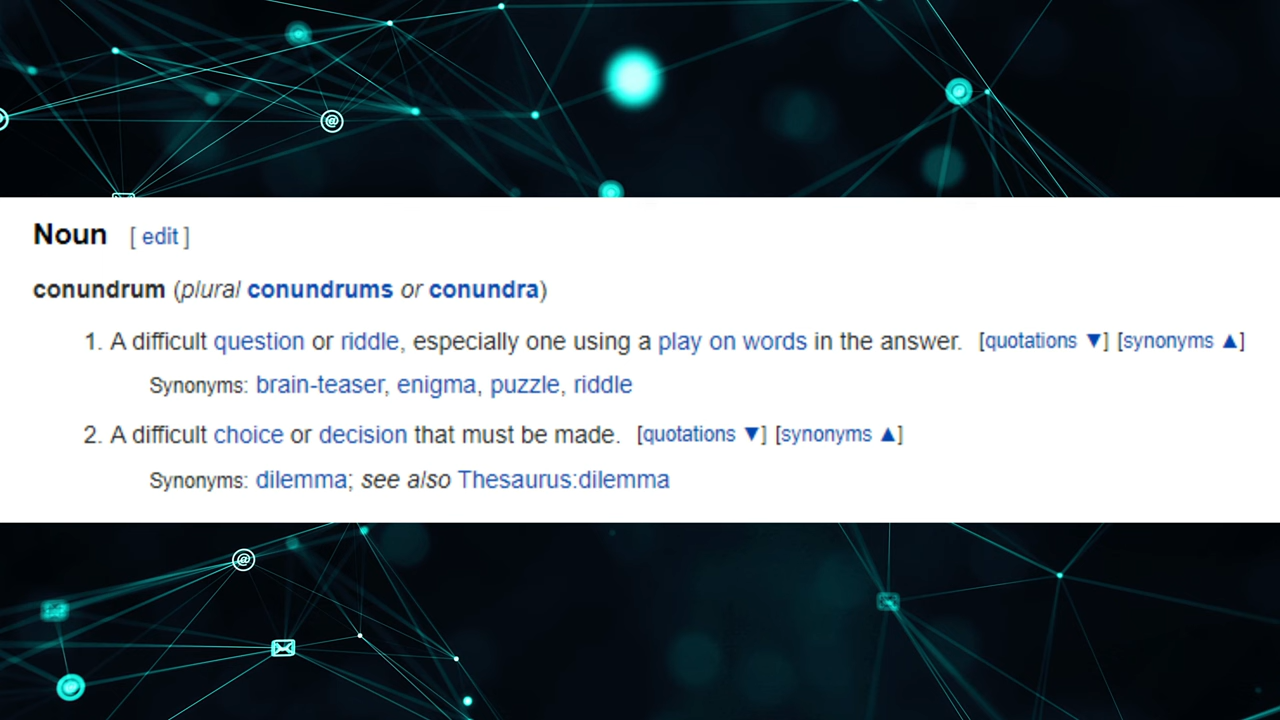 Noun [ edit ]
conundrum (plural conundrums or conundra)
1. A difficult question or riddle, especially one using a play on words in the answer. [quotations ▼] [synonyms ▲]
Synonyms: brain-teaser, enigma, puzzle, riddle
2. A difficult choice or decision that must be made. [quotations ▼] [synonyms ▲]
Synonyms: dilemma; see also Thesaurus:dilemma